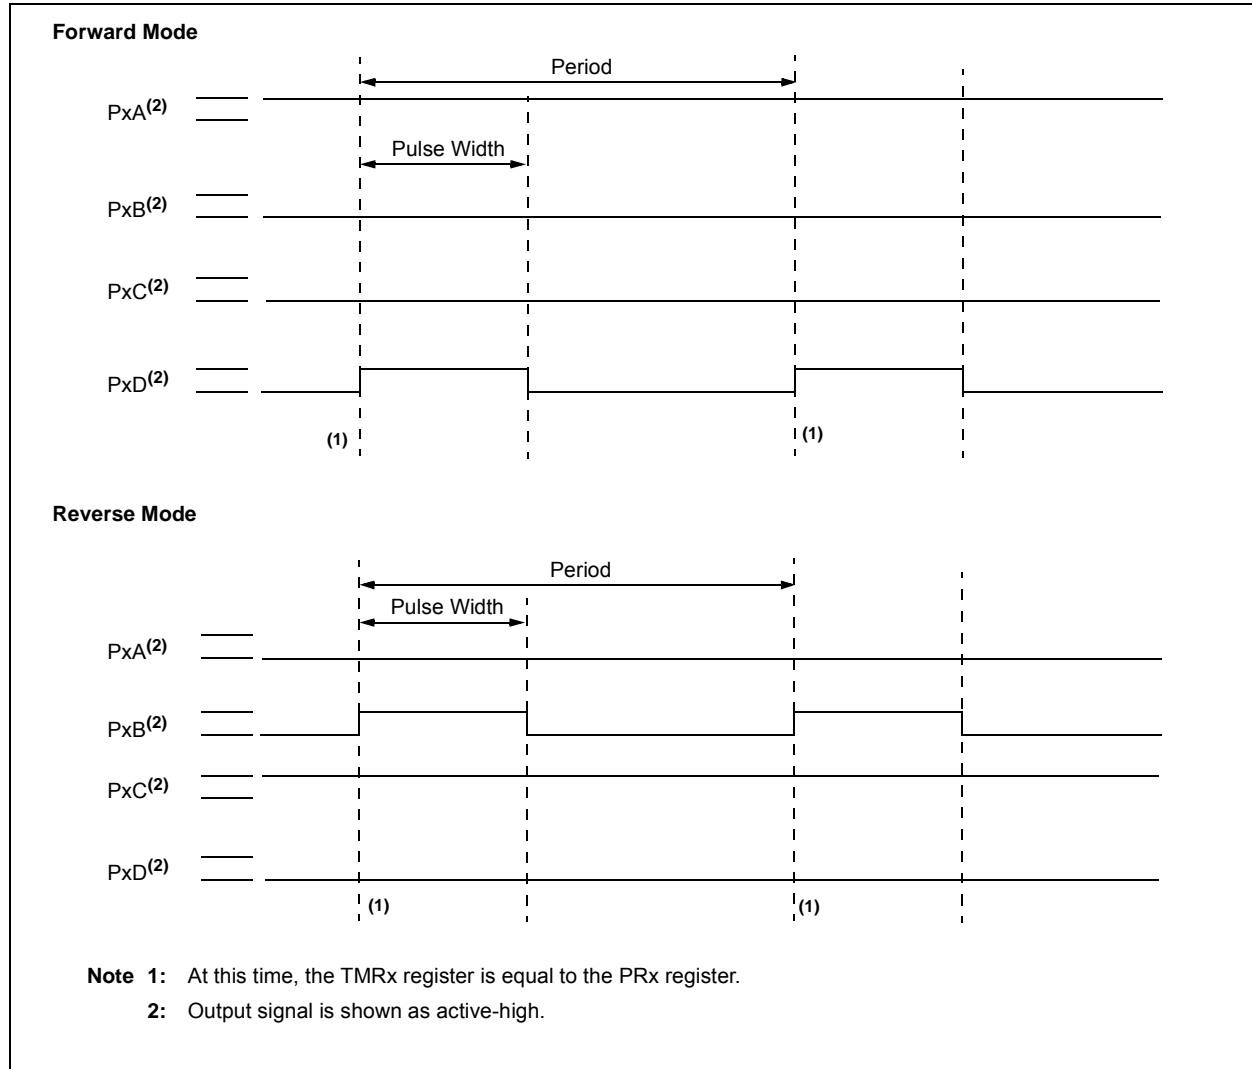 Forward Mode
Period
PxA(2)
Pulse Width
PxB(2)
PxC(2)
PxD(2)
(1)
(1)
Reverse Mode
Period
Pulse Width
PxA(2)
PxB(2)
PxC(2)
PxD(2)
(1)
(1)
Note 1: At this time, the TMRx register is equal to the PRx register.
2: Output signal is shown as active-high.